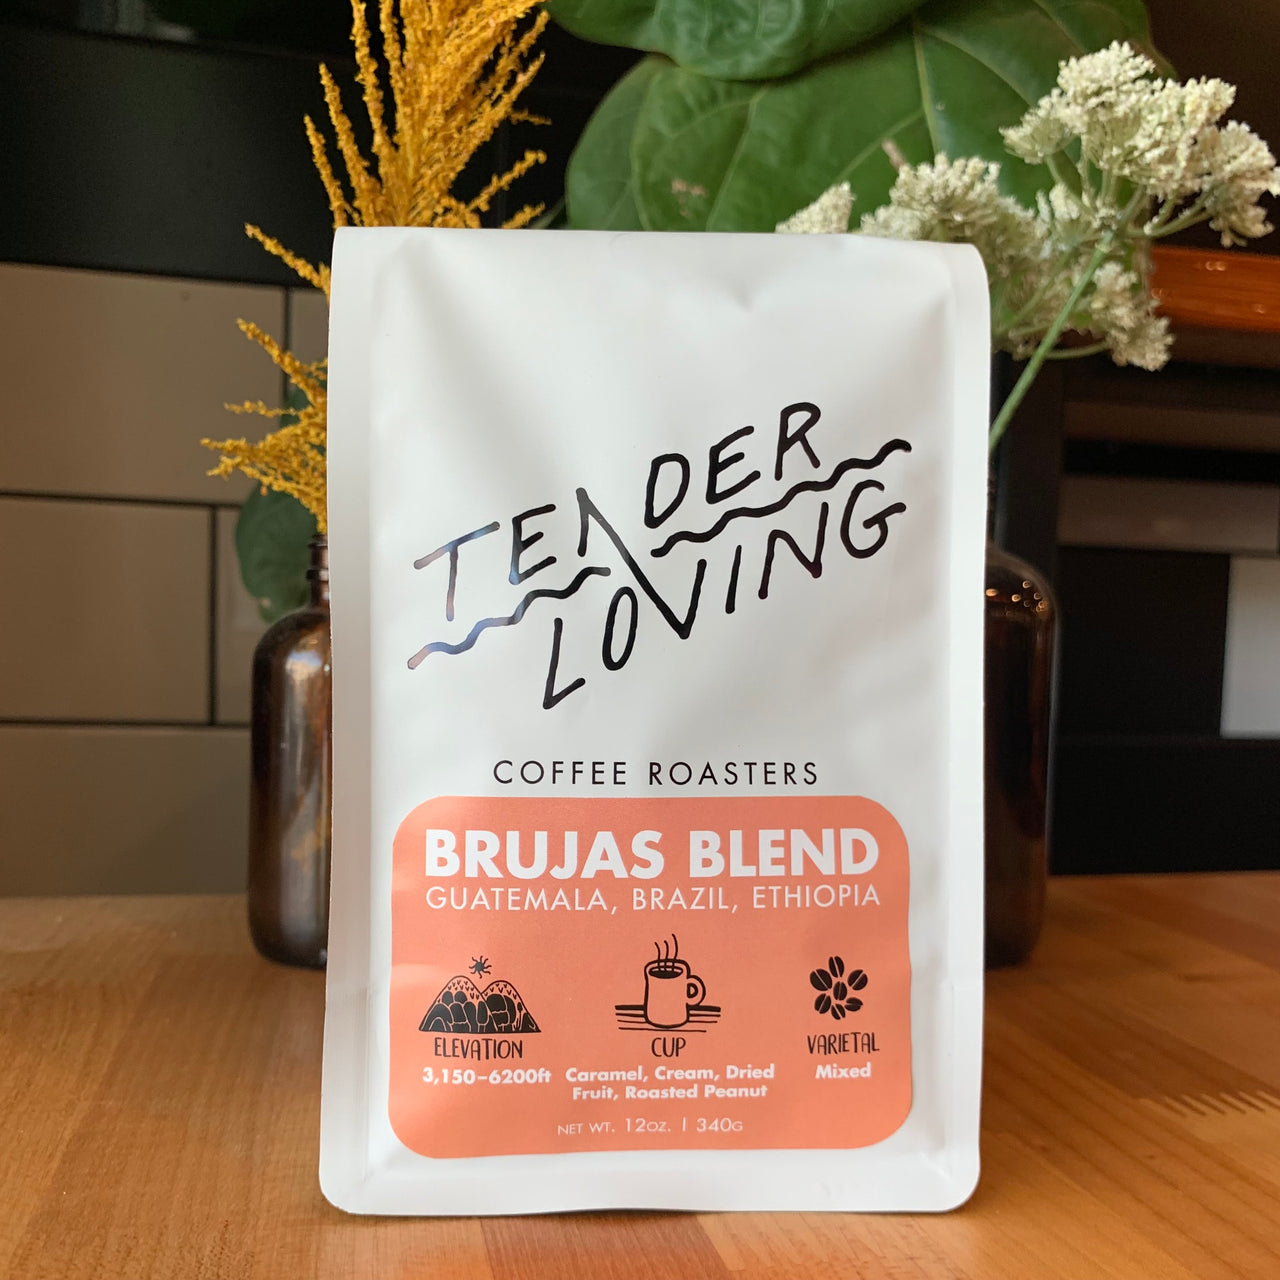 TENDER
LOVING
COFFEE ROASTERS
BRUJAS BLEND
GUATEMALA, BRAZIL, ETHIOPIA
ELEVATION
3,150–6200ft
CUP
Caramel, Cream, Dried
Fruit, Roasted Peanut
VARIETAL
Mixed
NET WT. 12OZ. | 340G